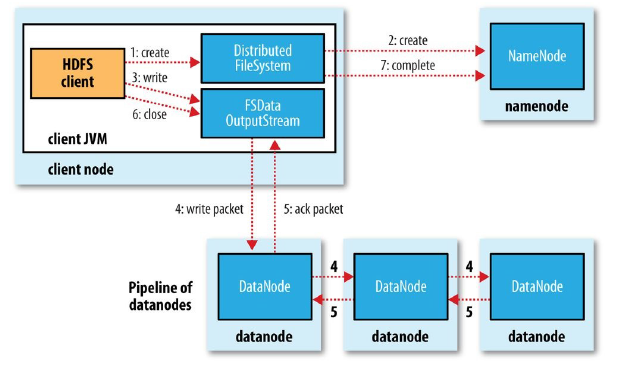 HDFS
client
1: create
3: write
6: close
Distributed
FileSystem
FSData
OutputStream
client JVM
client node
2: create
7: complete
NameNode
namenode
4: write packet
5: ack packet
Pipeline of
datanodes
DataNode
datanode
4
5
DataNode
datanode
4
5
DataNode
datanode